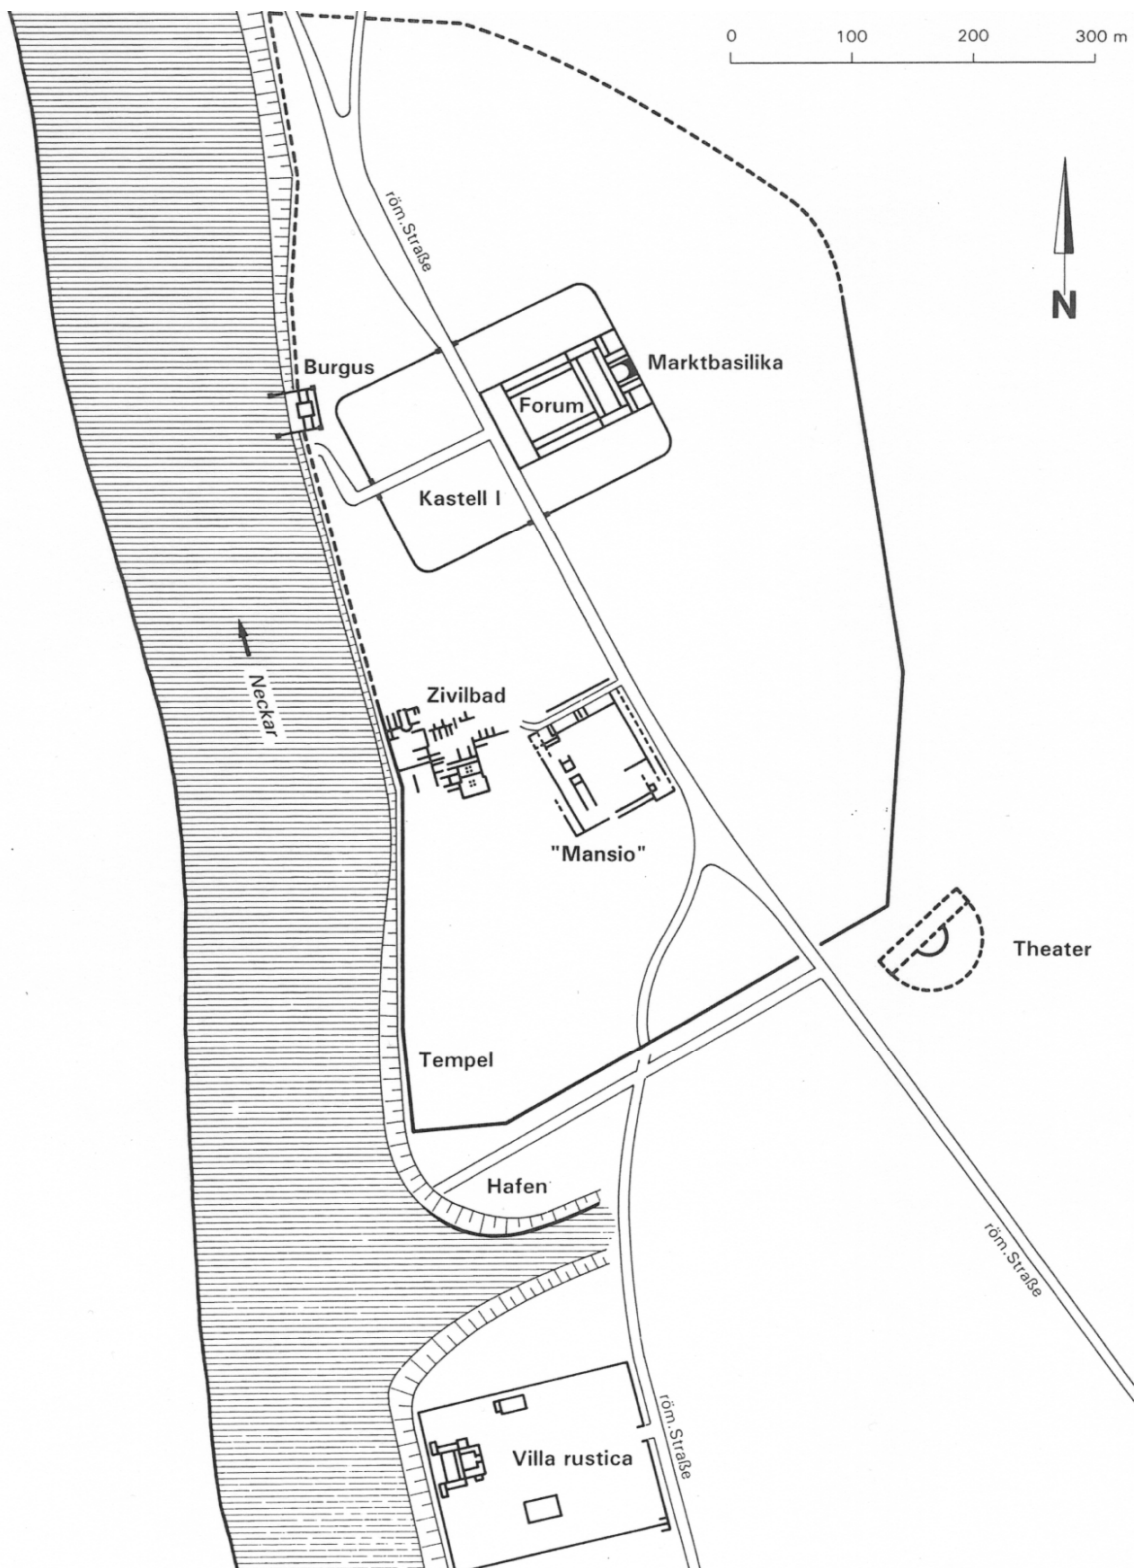 0 100 200 300 m
röm.Straße
N
Burgus
Marktbasilika
Forum
Kastell I
Neckar
Zivilbad
"Mansio"
Theater
Tempel
Hafen
röm.Straße
röm.Straße
Villa rustica